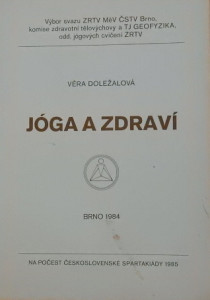 Výbor svazu ZRTV MěV ČSTV Brno,
komise zdravotní tělovýchovy a TJ GEOFYZIKA,
odd. jógových cvičení ZRTV
VĚRA DOLEŽALOVÁ
JÓGA A ZDRAVÍ
BRNO 1984
NA POČEST ČESKOSLOVENSKÉ SPARTAKIÁDY 1985